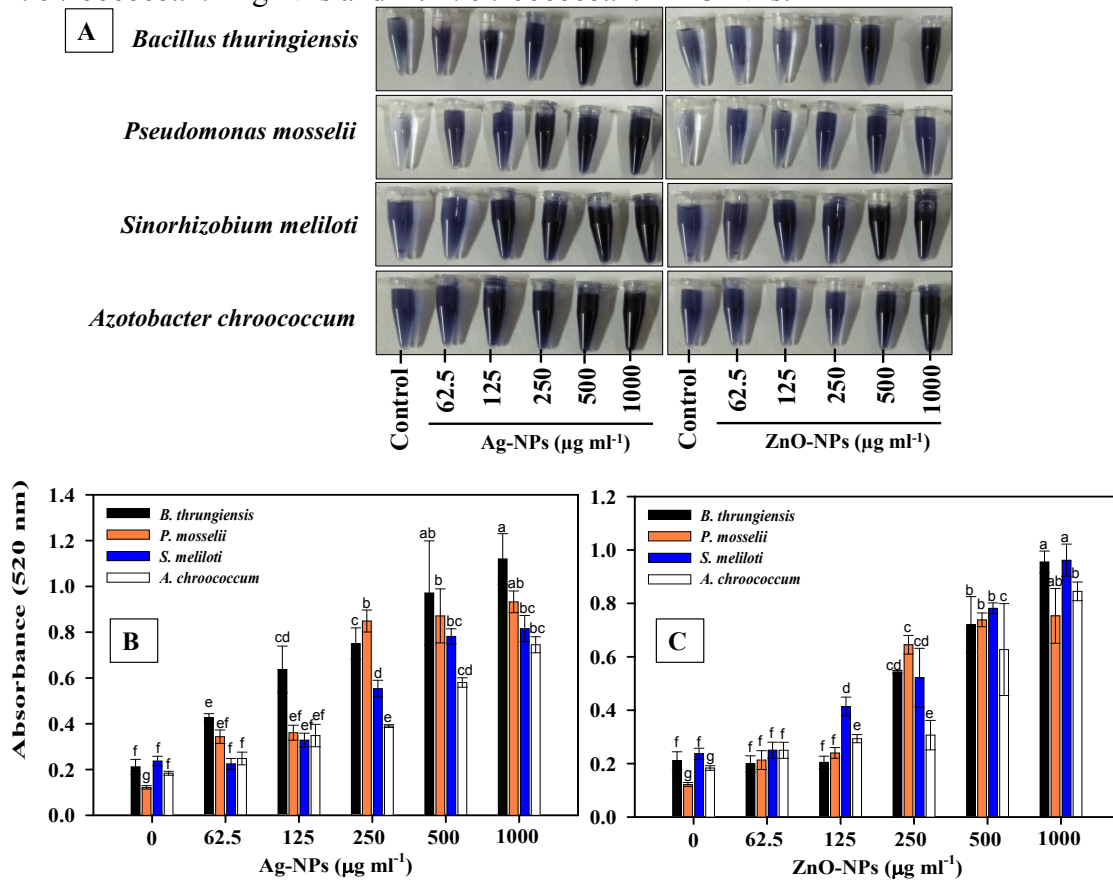 A
Bacillus thuringiensis
Pseudomonas mosselii
Sinorhizobium meliloti
Azotobacter chroococcum
Control 62.5 125 250 500 1000 Control 62.5 125 250 500 1000
Ag-NPs (µg ml-1) ZnO-NPs (µg ml-1)
Absorbance (520 nm)
1.4
1.2
1.0
0.8
0.6
0.4
0.2
0.0
B. thrungiensis
P. mosselii
S. meliloti
A. chroococcum
B
f g f f
e ef f f
cd ef ef ef
c b d e
ab b bc cd
a ab bc bc
0 62.5 125 250 500 1000
Ag-NPs (µg ml-1)
1.2
1.0
0.8
0.6
0.4
0.2
0.0
B. thrungiensis
P. mosselii
S. meliloti
A. chroococcum
C
f g f g
f f f f
f f d e
cd c cd e
b b b c
a ab a b
0 62.5 125 250 500 1000
ZnO-NPs (µg ml-1)